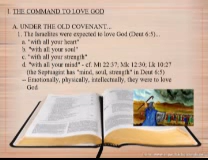 I. THE COMMAND TO LOVE GOD
A. UNDER THE OLD COVENANT...
1. The Israelites were expected to love God (Deut 6:5)...
a. "with all your heart"
b. "with all your soul"
c. "with all your strength"
d. "with all your mind" - cf. Mt 22:37; Mk 12:30; Lk 10:27
(the Septuagint has "mind, soul, strength" in Deut 6:5)
-- Emotionally, physically, intellectually, they were to love
God